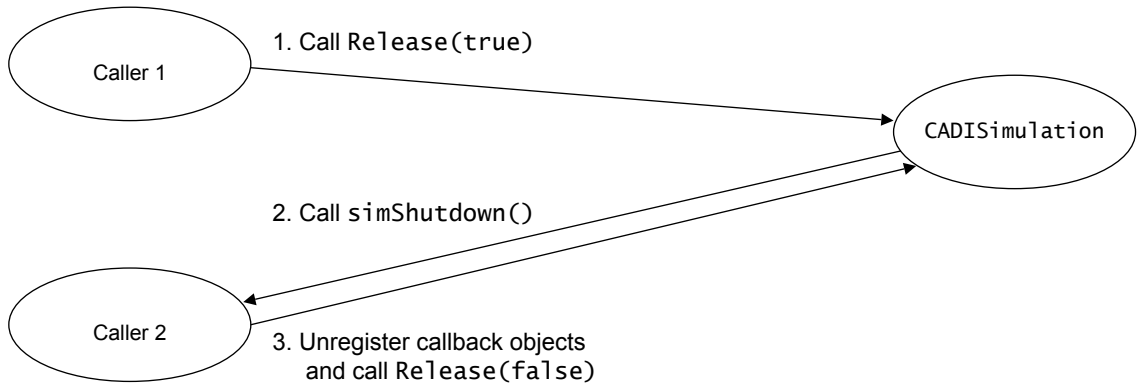 1. Call Release(true)
Caller 1
CADISimulation
2. Call simShutdown()
Caller 2
3. Unregister callback objects
and call Release(false)